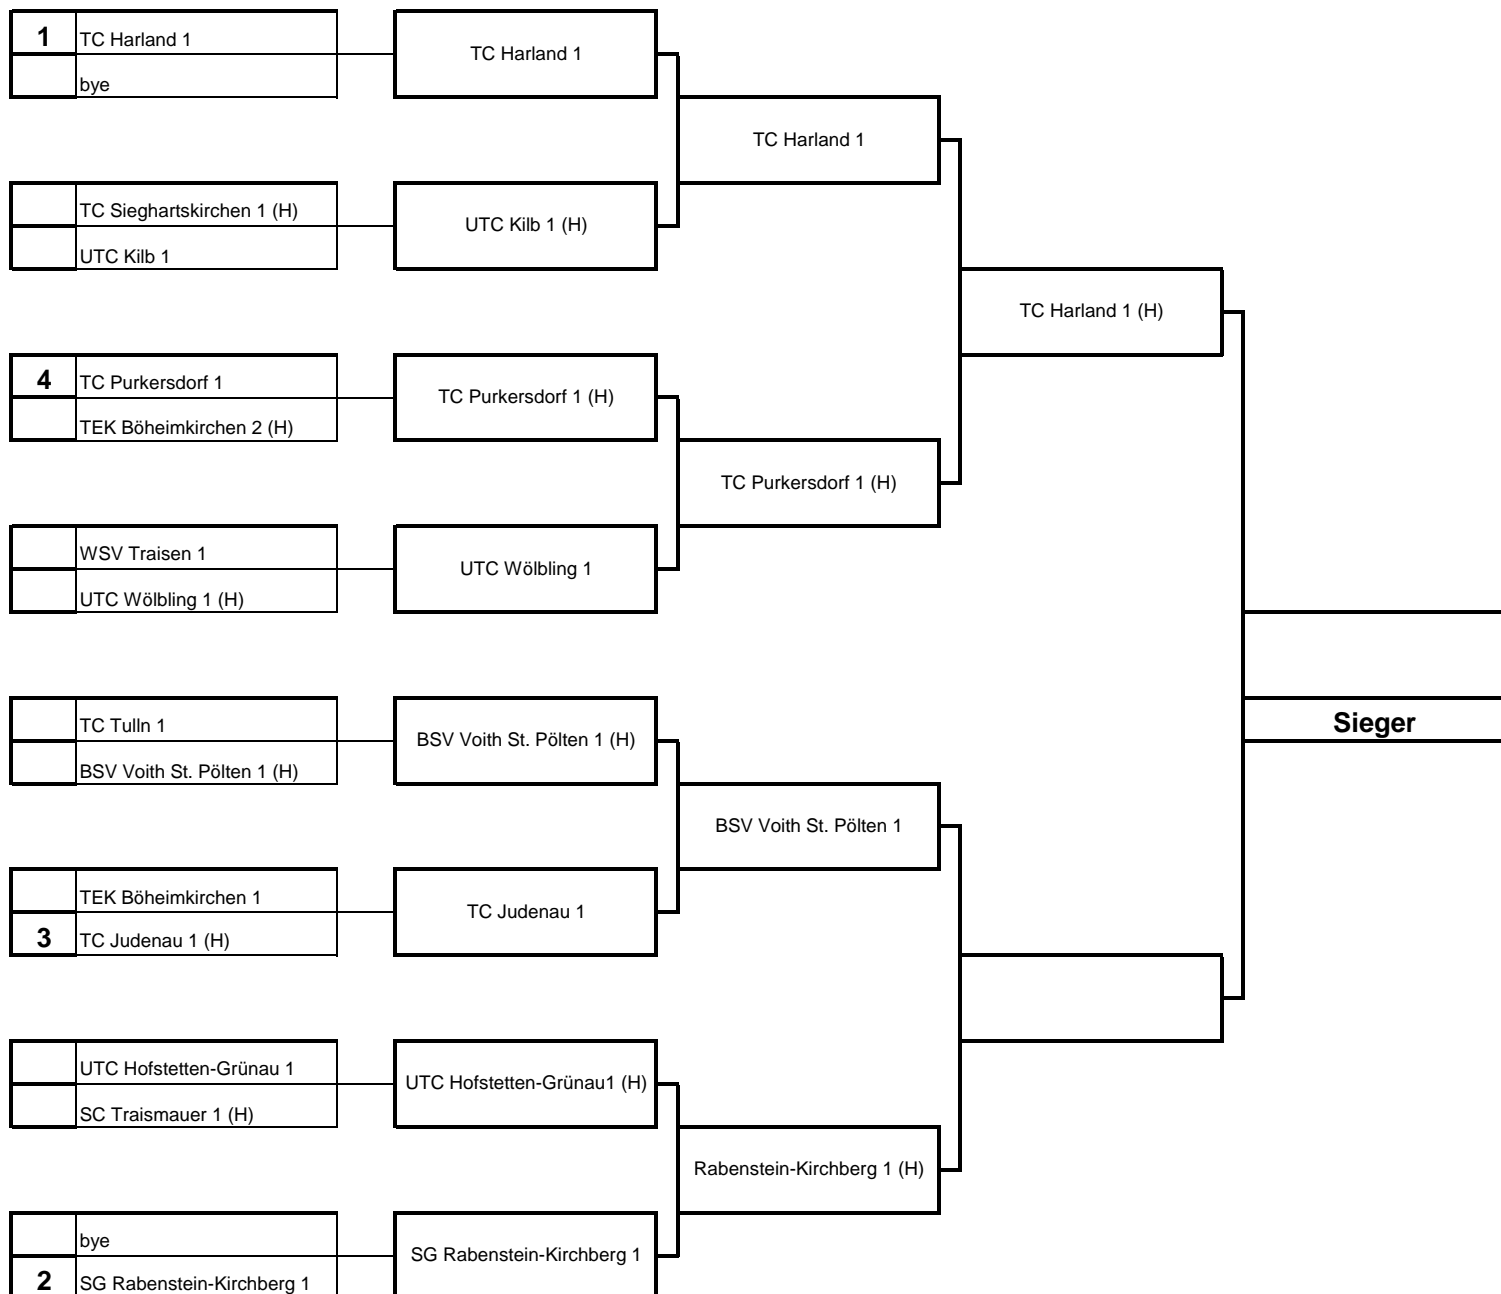 1 TC Harland 1
bye
TC Sieghartskirchen 1 (H)
UTC Kilb 1
4 TC Purkersdorf 1
TEK Böheimkirchen 2 (H)
WSV Traisen 1
UTC Wölbling 1 (H)
TC Tulln 1
BSV Voith St. Pölten 1 (H)
TEK Böheimkirchen 1
3 TC Judenau 1 (H)
UTC Hofstetten-Grünau 1
SC Traismauer 1 (H)
bye
2 SG Rabenstein-Kirchberg 1
TC Harland 1
UTC Kilb 1 (H)
TC Purkersdorf 1 (H)
UTC Wölbling 1
BSV Voith St. Pölten 1 (H)
TC Judenau 1
UTC Hofstetten-Grünau1 (H)
SG Rabenstein-Kirchberg 1
TC Harland 1
TC Purkersdorf 1 (H)
BSV Voith St. Pölten 1
Rabenstein-Kirchberg 1 (H)
TC Harland 1 (H)
Sieger